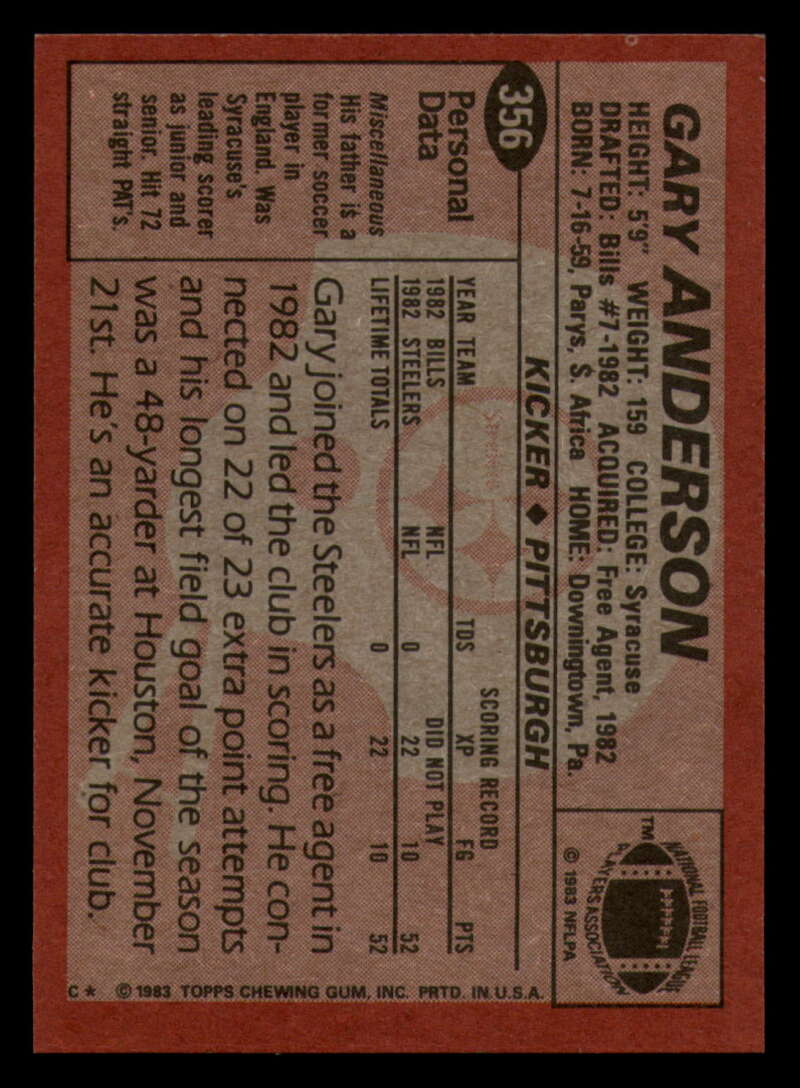 GARY ANDERSON
HEIGHT: 5'9" WEIGHT: 159 COLLEGE: Syracuse
DRAFTED: Bills #7-1982 ACQUIRED: Free Agent, 1982
BORN: 7-16-59, Parys, S. Africa HOME: Downingtown, Pa.
NATIONAL FOOTBALL LEAGUE
PLAYERS ASSOCIATION
TM
© 1983 NFLPA
356
KICKER ♦ PITTSBURGH
Personal
Data
Miscellaneous
His father is a
former soccer
player in
England. Was
Syracuse's
leading scorer
as junior and
senior. Hit 72
straight PAT's.
SCORING RECORD
YEAR TEAM TDS XP FG PTS
1982 BILLS NFL DID NOT PLAY
1982 STEELERS NFL 0 22 10 52
LIFETIME TOTALS 0 22 10 52
Steelers
Gary joined the Steelers as a free agent in
1982 and led the club in scoring. He con-
nected on 22 of 23 extra point attempts
and his longest field goal of the season
was a 48-yarder at Houston, November
21st. He's an accurate kicker for club.
C* © 1983 TOPPS CHEWING GUM, INC. PRTD. IN U.S.A.